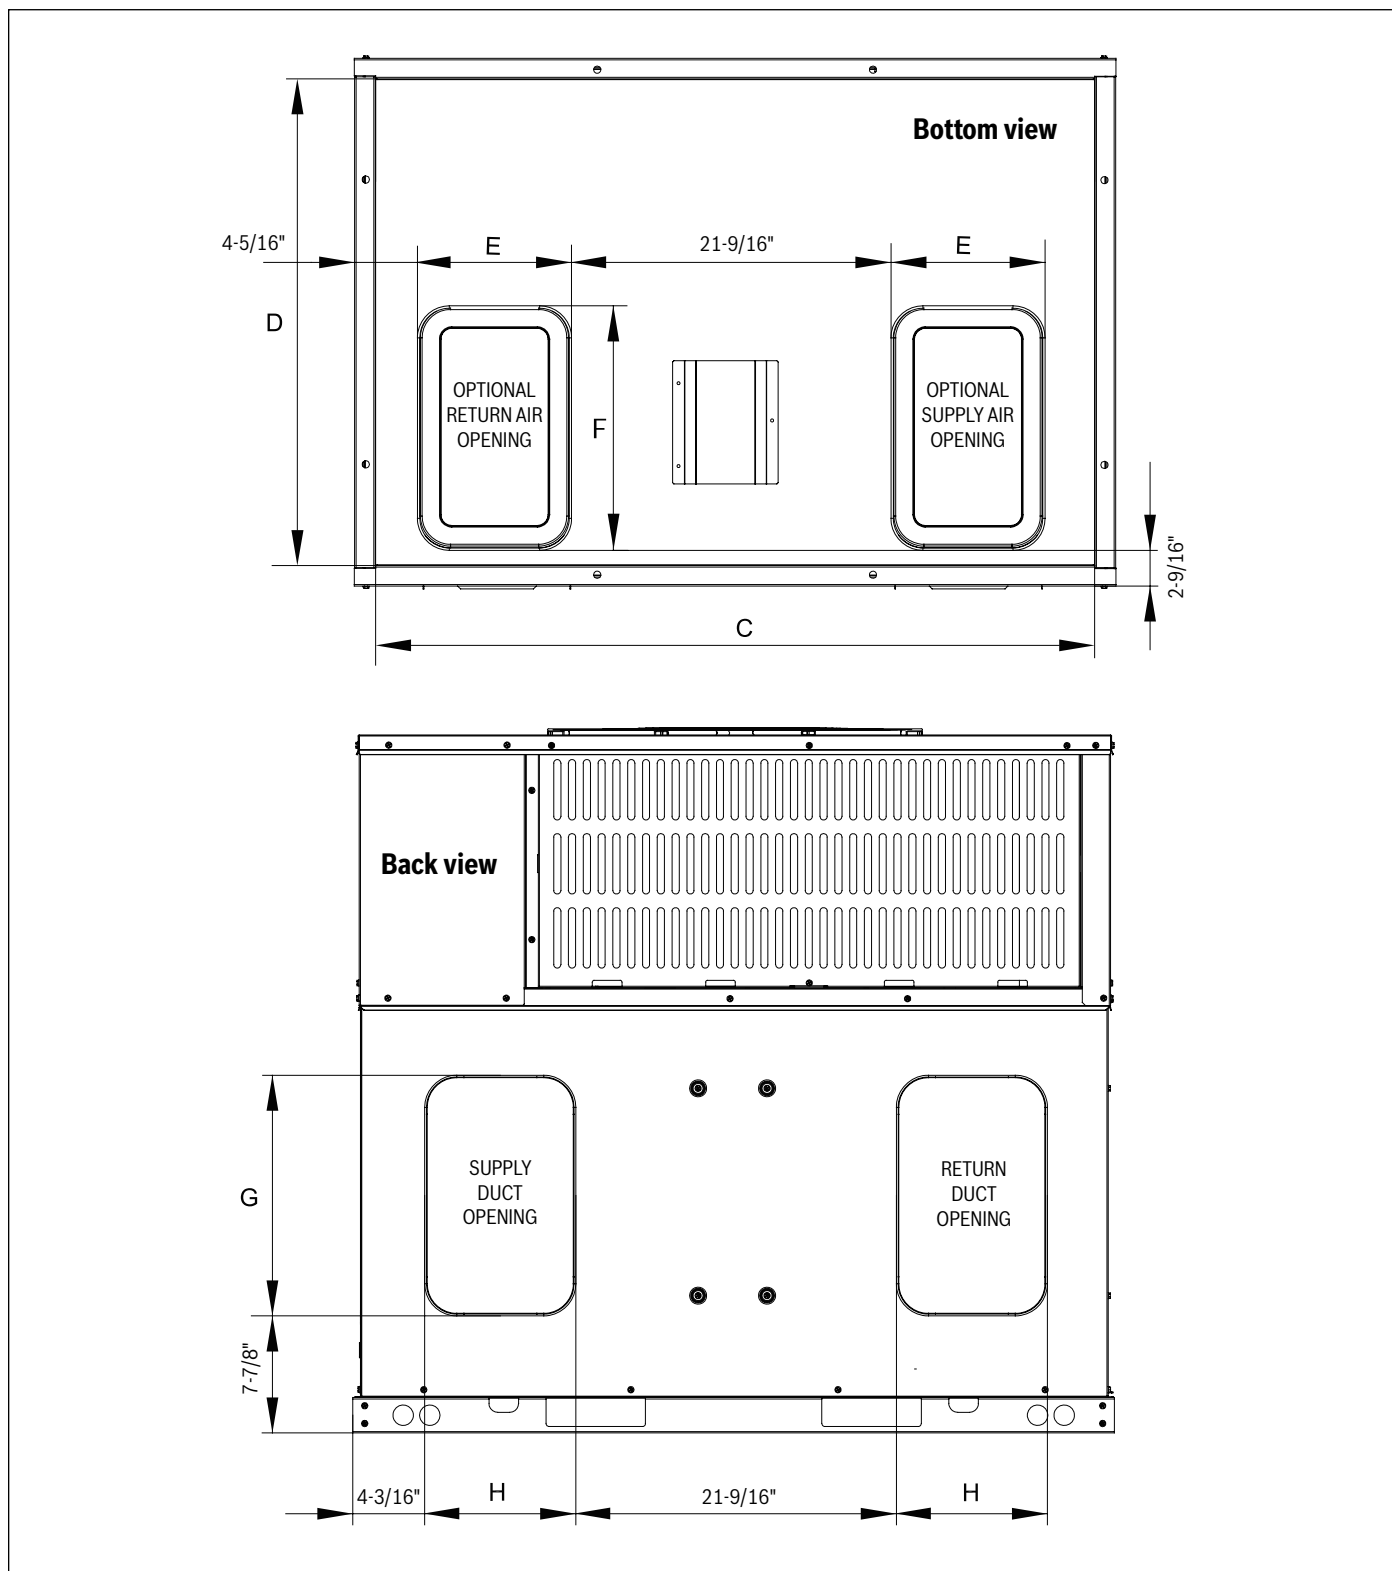 Bottom view
4-5/16"
E
21-9/16"
E
D
OPTIONAL
RETURN AIR
OPENING
F
OPTIONAL
SUPPLY AIR
OPENING
2-9/16"
C
Back view
G
SUPPLY
DUCT
OPENING
RETURN
DUCT
OPENING
7-7/8"
4-3/16"
H
21-9/16"
H